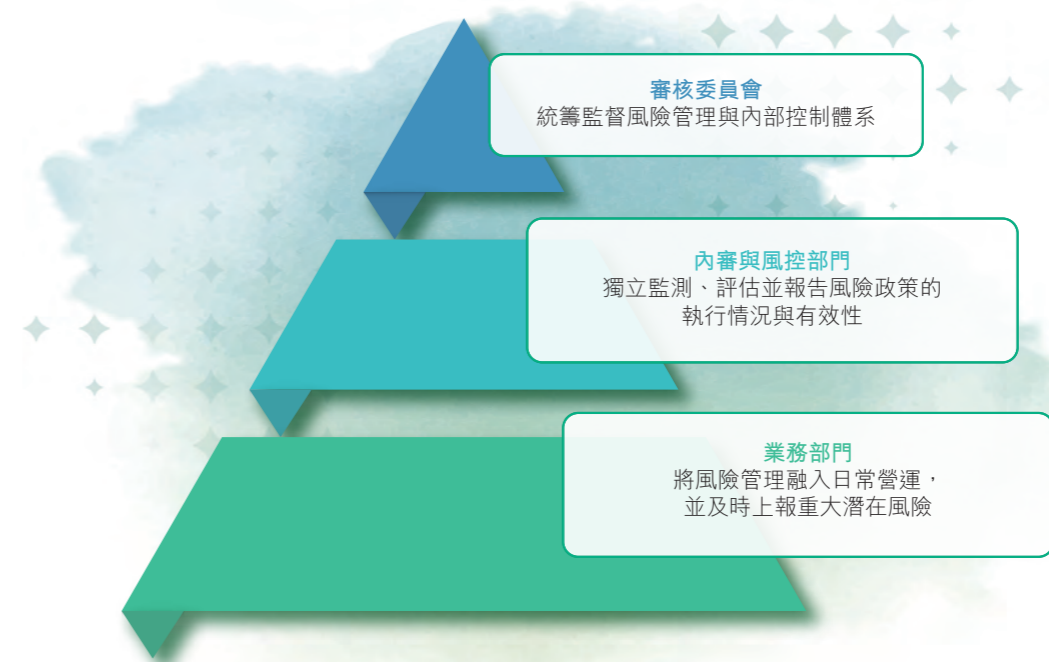 審核委員會
統籌監督風險管理與內部控制體系
內審與風控部門
獨立監測、評估並報告風險政策的
執行情況與有效性
業務部門
將風險管理融入日常營運，
並及時上報重大潛在風險